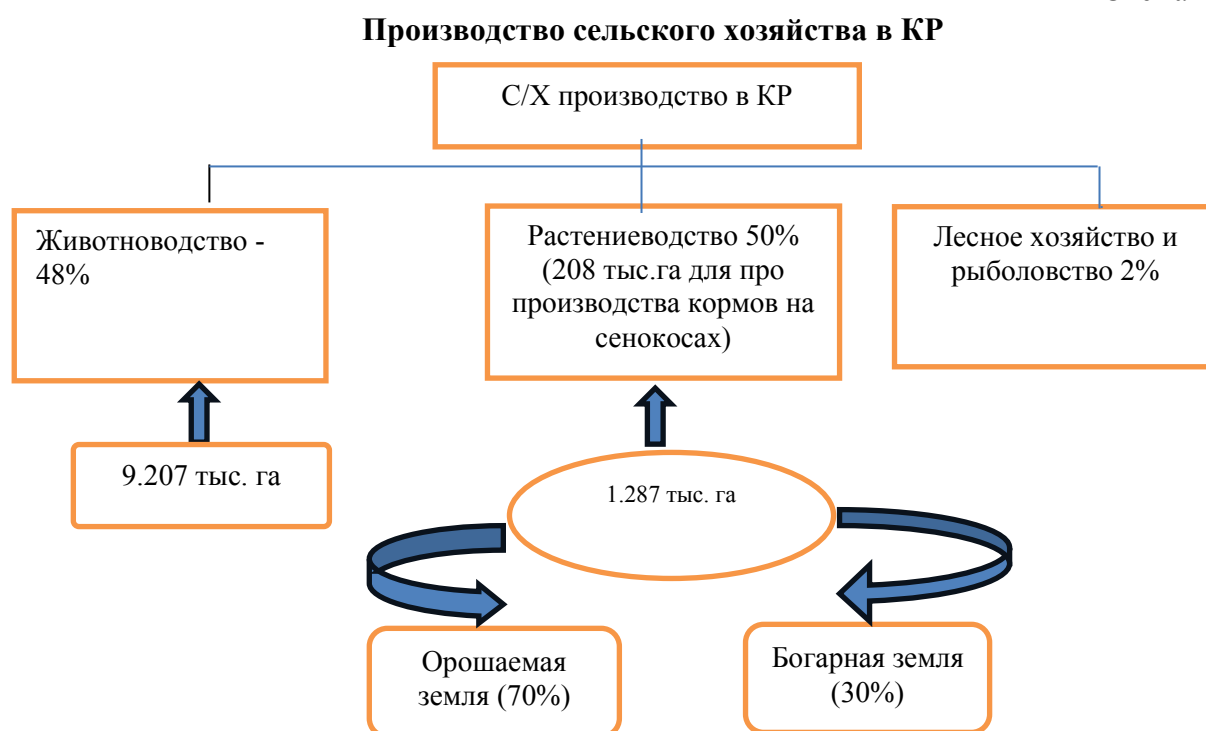 Производство сельского хозяйства в КР
С/Х производство в КР
Животноводство -
48%
Растениеводство 50%
(208 тыс.га для про
производства кормов на
сенокосах)
Лесное хозяйство и
рыболовство 2%
9.207 тыс. га
1.287 тыс. га
Орошаемая
земля (70%)
Богарная земля
(30%)